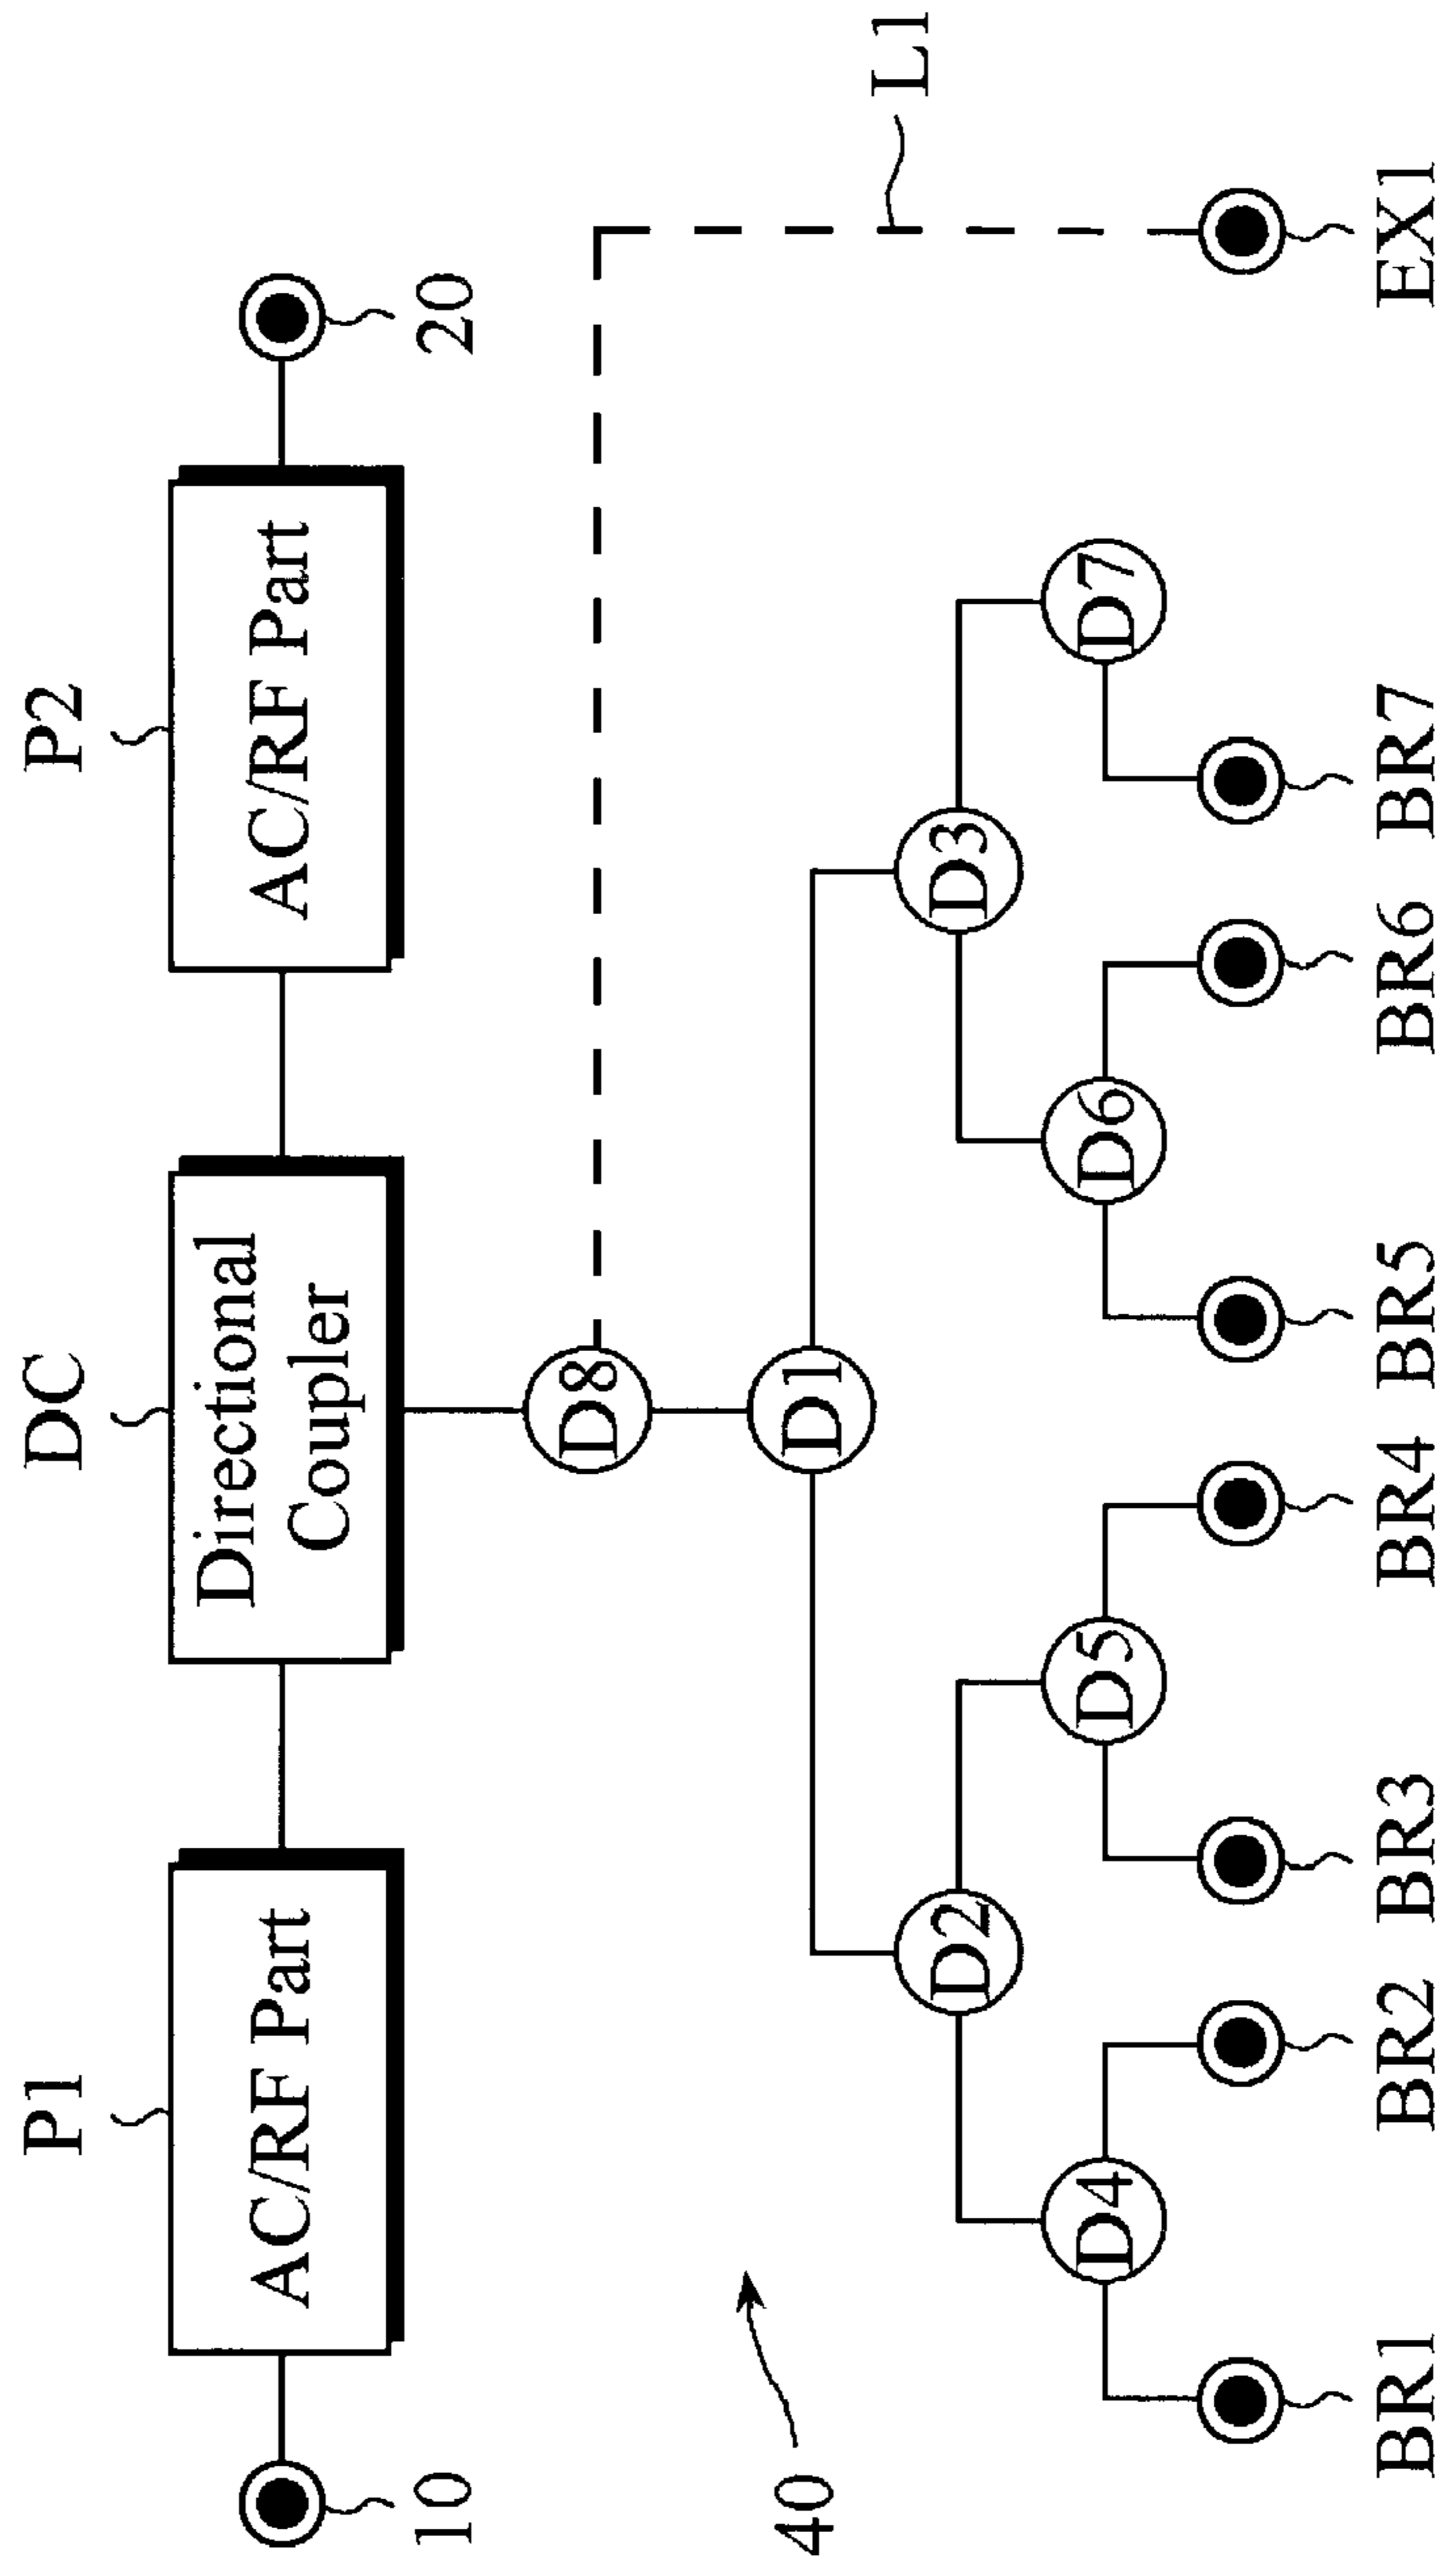 P1
DC
P2
AC/RF Part
Directional
Coupler
AC/RF Part
10
20
D8
L1
40
D1
D2
D3
D4
D5
D6
D7
BR1
BR2
BR3
BR4
BR5
BR6
BR7
EX1